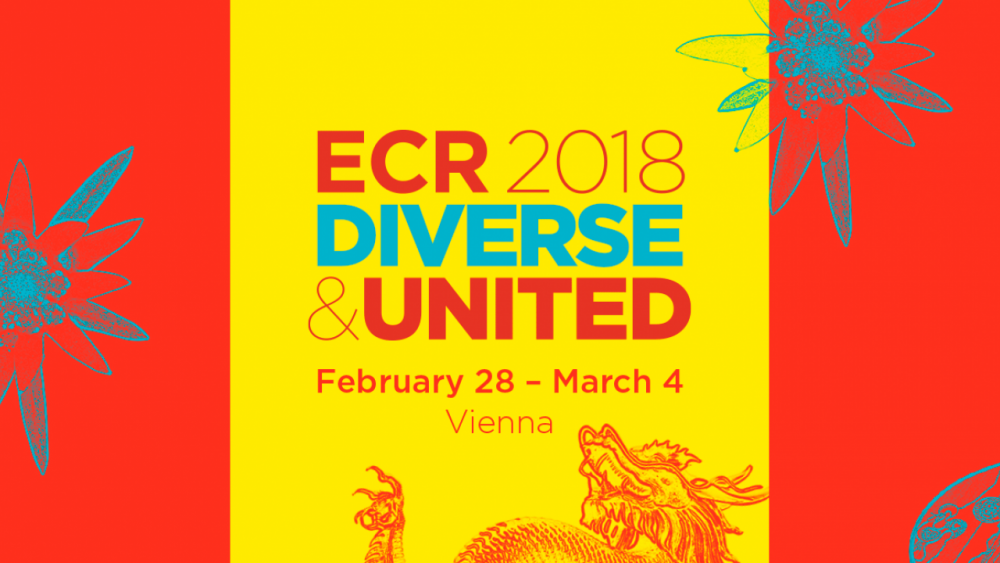 ECR 2018
DIVERSE
&UNITED
February 28 – March 4
Vienna